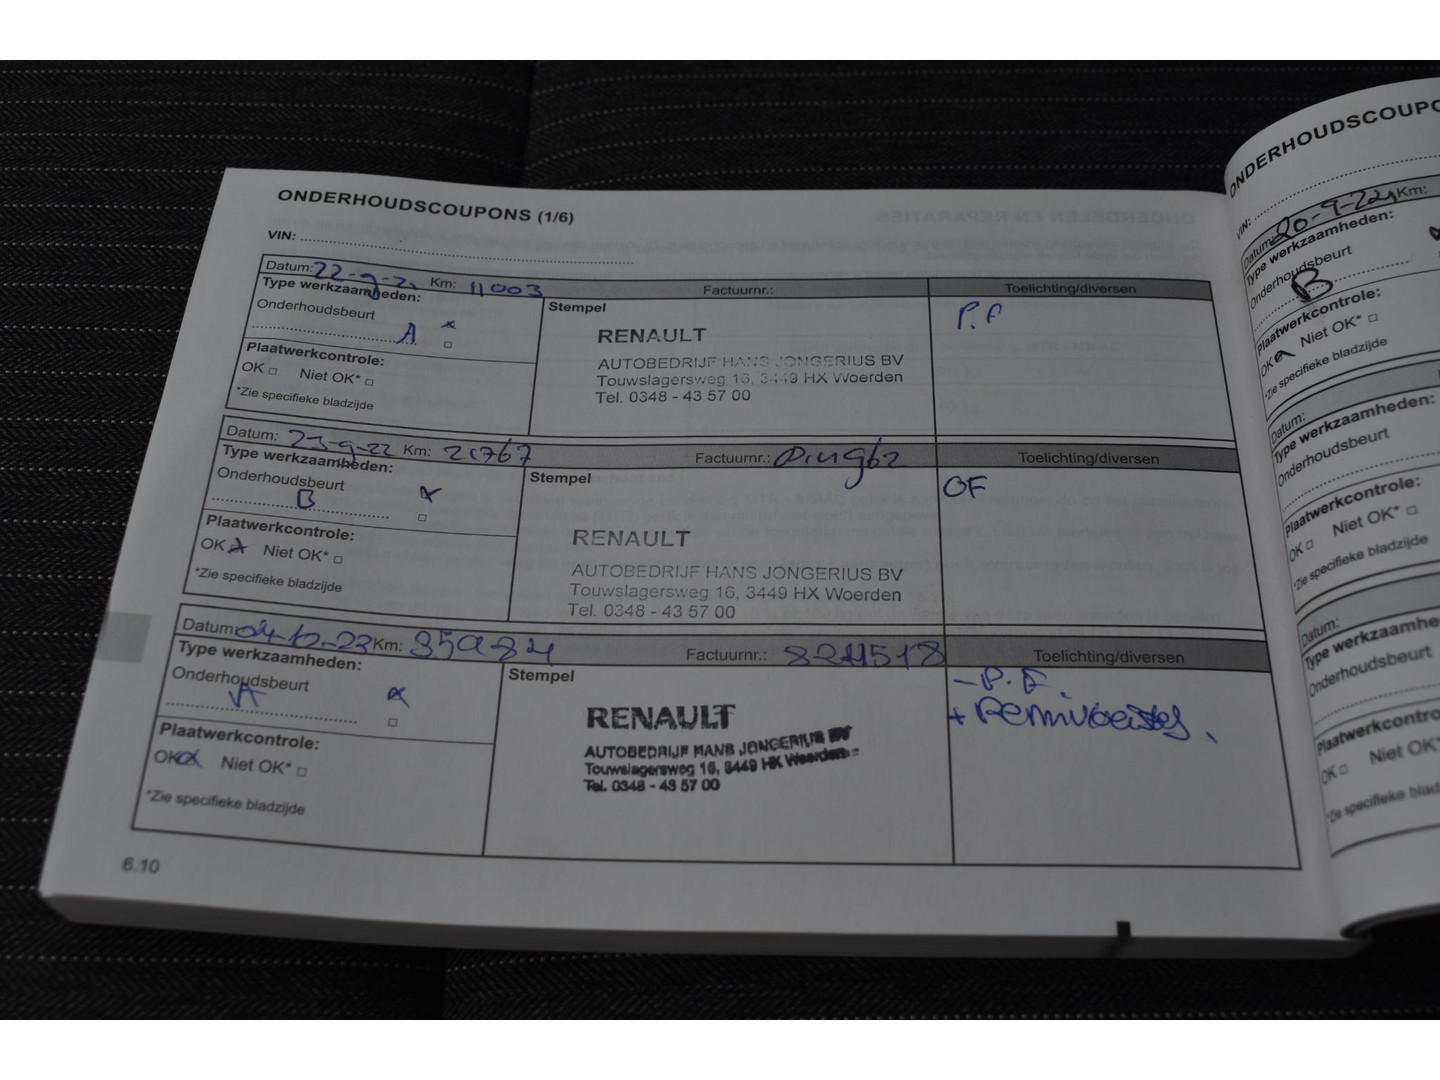 ONDERHOUDSCOUPONS (1/6)
VIN:
Datum: 22-9-21 Km: 11003 Factuurnr.: Toelichting/diversen
Type werkzaamheden:
Onderhoudsbeurt
A
Plaatwerkcontrole:
OK Niet OK*
*Zie specifieke bladzijde
Stempel
RENAULT
AUTOBEDRIJF HANS JONGERIUS BV
Touwslagersweg 16, 3449 HX Woerden
Tel. 0348 - 43 57 00
P.F
Datum: 23-9-22 Km: 21767 Factuurnr.: Toelichting/diversen
Type werkzaamheden:
Onderhoudsbeurt
B
Plaatwerkcontrole:
OK Niet OK*
*Zie specifieke bladzijde
Stempel
RENAULT
AUTOBEDRIJF HANS JONGERIUS BV
Touwslagersweg 16, 3449 HX Woerden
Tel. 0348 - 43 57 00
OF
Datum: 04-10-23 Km: Factuurnr.: Toelichting/diversen
Type werkzaamheden:
Onderhoudsbeurt
A
Plaatwerkcontrole:
OK Niet OK*
*Zie specifieke bladzijde
Stempel
RENAULT
AUTOBEDRIJF HANS JONGERIUS BV
Touwslagersweg 16, 3449 HX Woerden
Tel. 0348 - 43 57 00
- P.F.
+
6.10
ONDERHOUDSCOUPO
VIN:
Datum: 20-9-24 Km:
Type werkzaamheden:
Onderhoudsbeurt
B
Plaatwerkcontrole:
OK Niet OK*
*Zie specifieke bladzijde
Datum:
Type werkzaamheden:
Onderhoudsbeurt
Plaatwerkcontrole:
OK Niet OK*
*Zie specifieke bladzijde
Datum:
Type werkzaamhe
Onderhoudsbeurt
Plaatwerkcontro
OK Niet OK*
*Zie specifieke blad